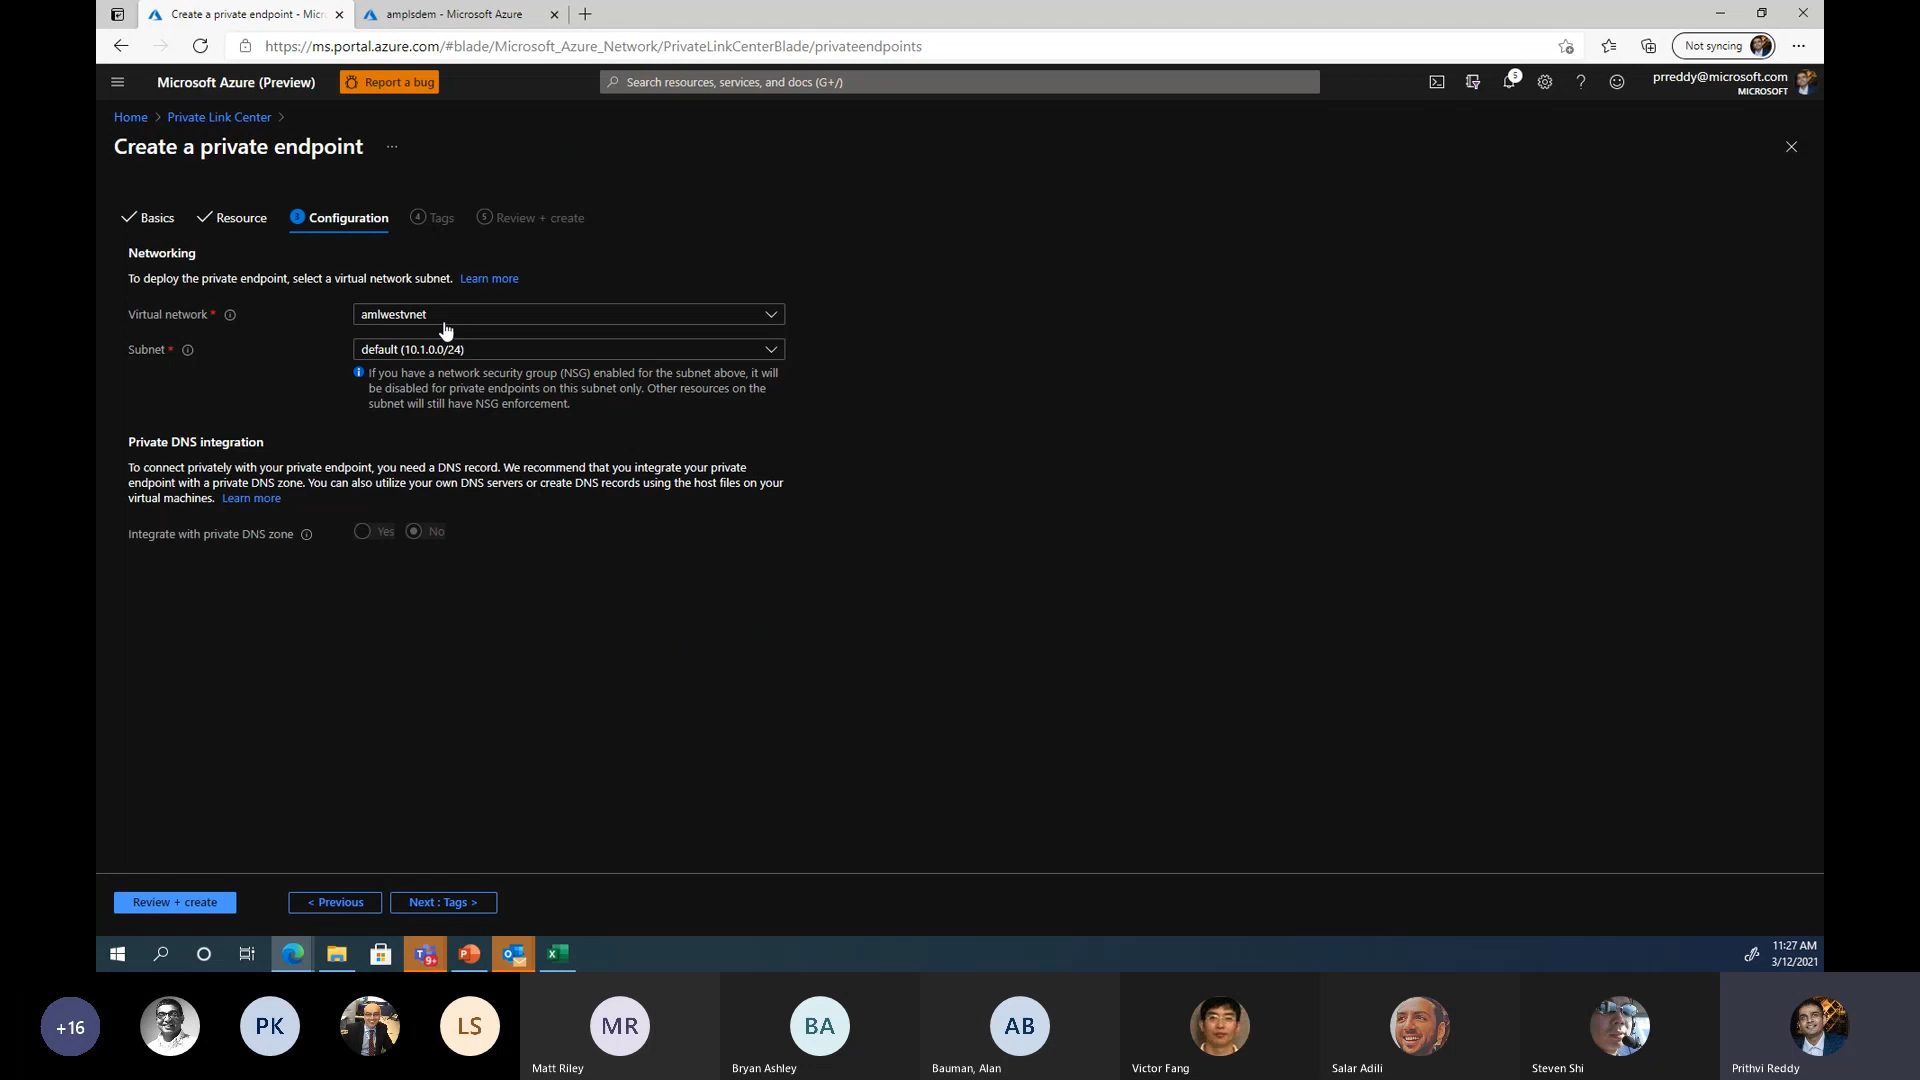 Create a private endpoint - Micr
amplsdem - Microsoft Azure
https://ms.portal.azure.com/#blade/Microsoft_Azure_Network/PrivateLinkCenterBlade/privateendpoints
Not syncing
Microsoft Azure (Preview)
Report a bug
Search resources, services, and docs (G+/)
5
prreddy@microsoft.com
MICROSOFT
Home > Private Link Center >
Create a private endpoint ...
Basics
Resource
3 Configuration
4 Tags
5 Review + create
Networking
To deploy the private endpoint, select a virtual network subnet. Learn more
Virtual network *
amlwestvnet
Subnet *
default (10.1.0.0/24)
If you have a network security group (NSG) enabled for the subnet above, it will
be disabled for private endpoints on this subnet only. Other resources on the
subnet will still have NSG enforcement.
Private DNS integration
To connect privately with your private endpoint, you need a DNS record. We recommend that you integrate your private
endpoint with a private DNS zone. You can also utilize your own DNS servers or create DNS records using the host files on your
virtual machines. Learn more
Integrate with private DNS zone
Yes
No
Review + create
< Previous
Next : Tags >
9+
11:27 AM
3/12/2021
+16
PK
LS
MR
BA
AB
Matt Riley
Bryan Ashley
Bauman, Alan
Victor Fang
Salar Adili
Steven Shi
Prithvi Reddy